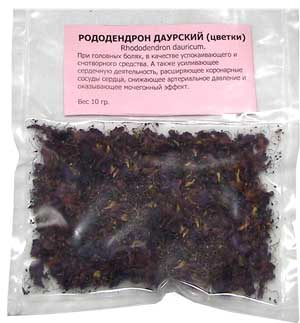 РОДОДЕНДРОН ДАУРСКИЙ (цветки)
Rhododendron dauricum.
При головных болях, в качестве успокаивающего и
снотворного средства. А также усиливающее
сердечную деятельность, расширяющее коронарные
сосуды сердца, снижающее артериальное давление и
оказывающее мочегонный эффект.
Вес 10 гр.